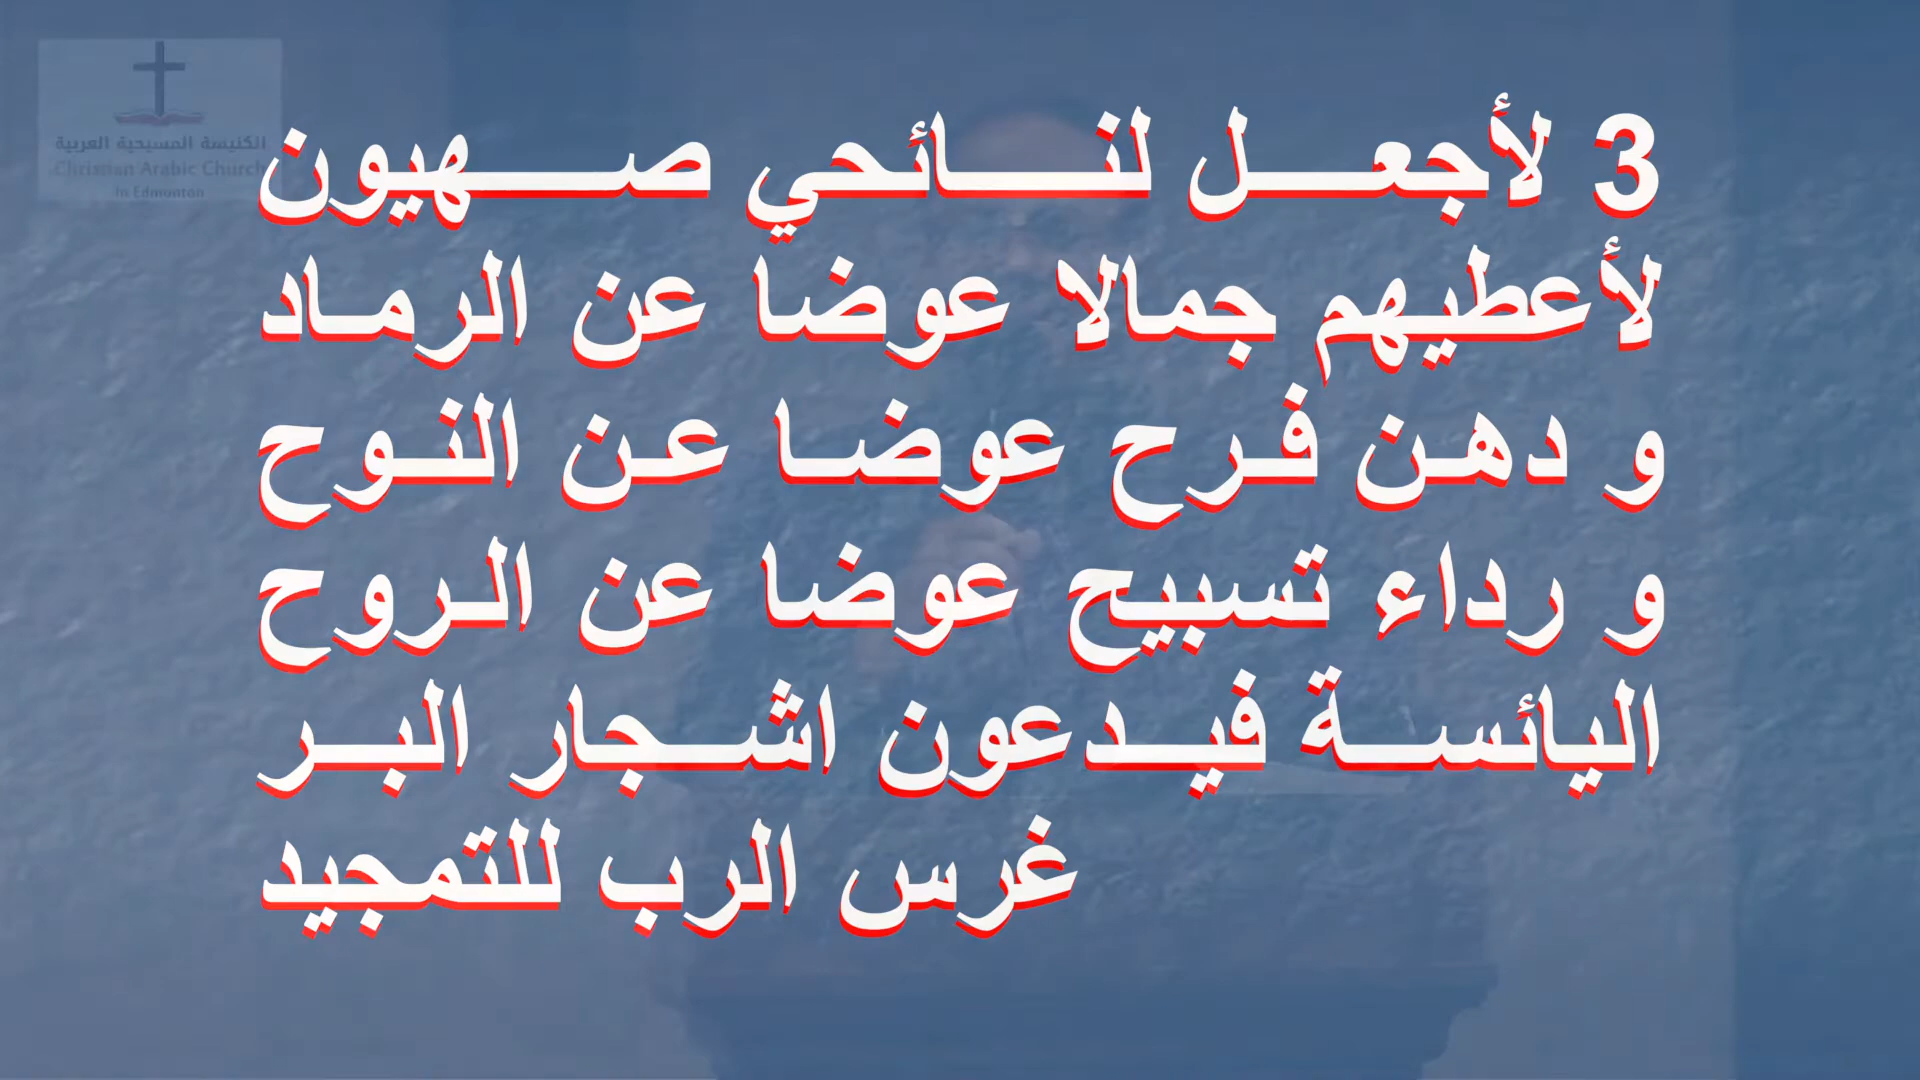 الكنيسة المسيحية العربية
Christian Arabic Church
In Edmonton
3 لأجعل لنائحي صهيون
لأعطيهم جمالا عوضا عن الرماد
و دهن فرح عوضا عن النوح
و رداء تسبيح عوضا عن الروح
اليائسة فيدعون اشجار البر
غرس الرب للتمجيد